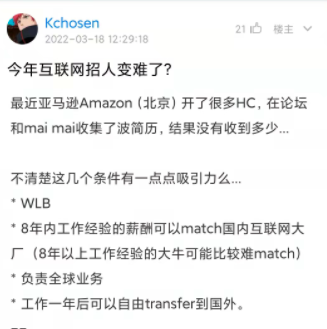 Kchosen
2022-03-18 12:29:18
21
楼主
今年互联网招人变难了?
最近亚马逊Amazon（北京）开了很多HC，在论坛
和mai mai收集了波简历，结果没有收到多少...
不清楚这几个条件有一点点吸引力么...
* WLB
* 8年内工作经验的薪酬可以match国内互联网大
厂（8年以上工作经验的大牛可能比较难match）
* 负责全球业务
* 工作一年后可以自由transfer到国外。
--